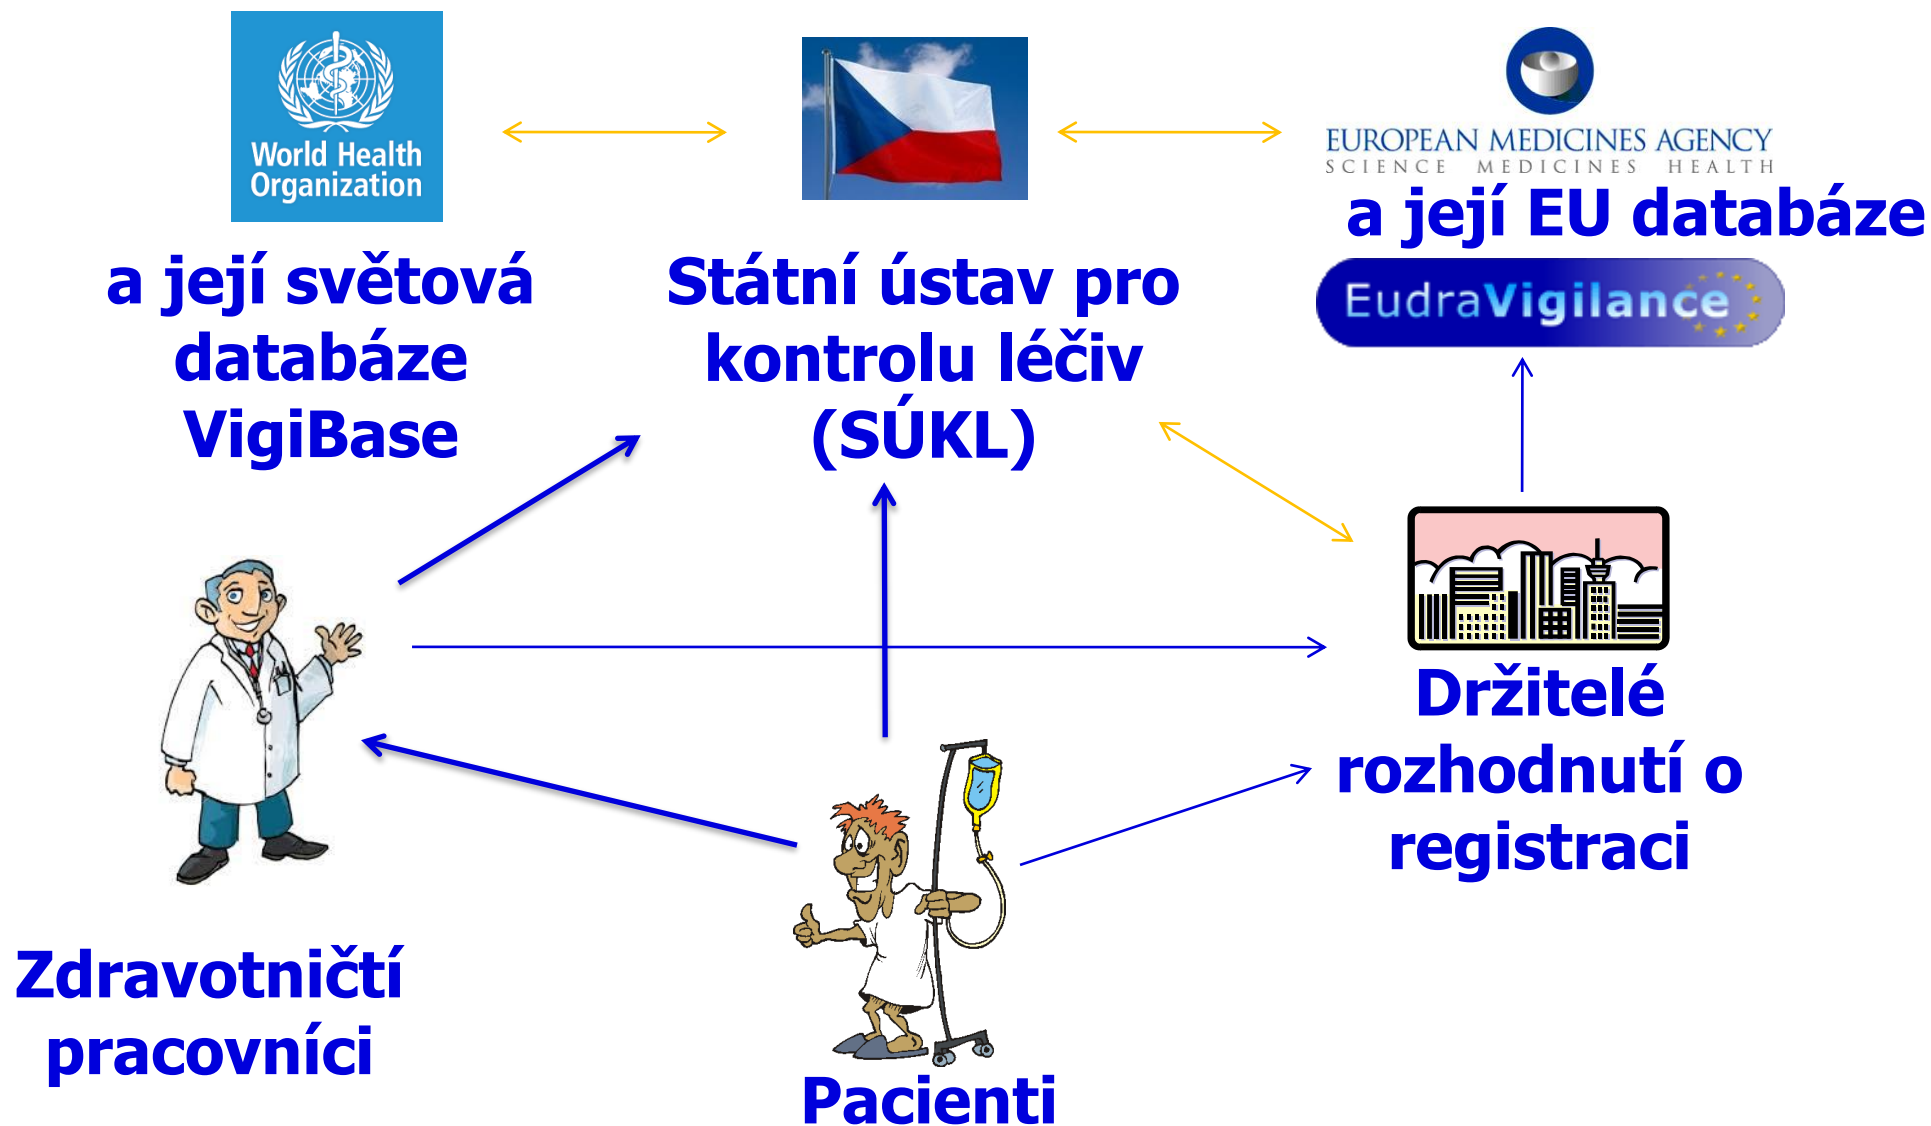 World Health
Organization
a její světová
databáze
VigiBase
Státní ústav pro
kontrolu léčiv
(SÚKL)
EUROPEAN MEDICINES AGENCY
SCIENCE MEDICINES HEALTH
a její EU databáze
EudraVigilance
Držitelé
rozhodnutí o
registraci
Zdravotničtí
pracovníci
Pacienti